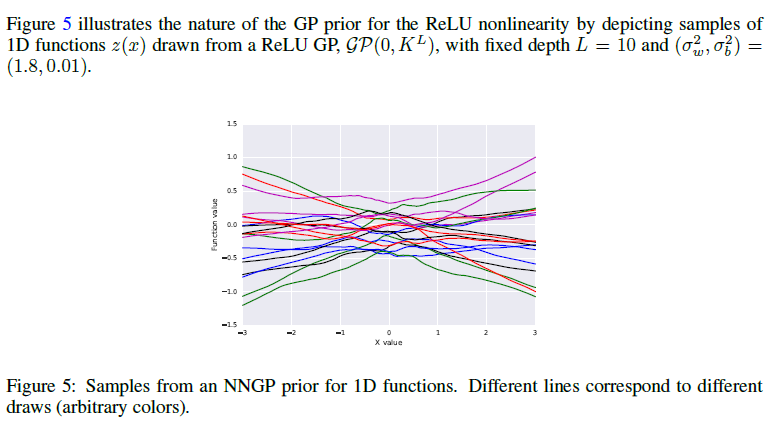 Figure 5 illustrates the nature of the GP prior for the ReLU nonlinearity by depicting samples of
1D functions z(x) drawn from a ReLU GP, 𝒢𝒫(0, K^L), with fixed depth L = 10 and (σ_w^2, σ_b^2) =
(1.8, 0.01).
1.5
1.0
0.5
0.0
−0.5
−1.0
−1.5
Function value
−3 −2 −1 0 1 2 3
X value
Figure 5: Samples from an NNGP prior for 1D functions. Different lines correspond to different
draws (arbitrary colors).